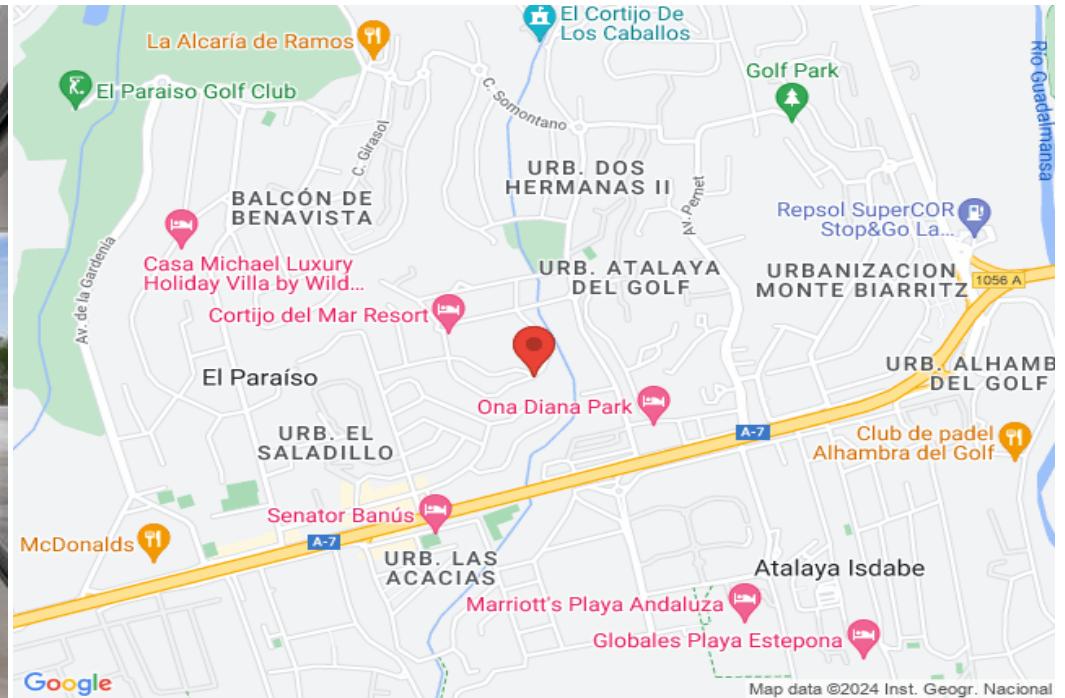 El Cortijo De
Los Caballos
La Alcaría de Ramos
Golf Park
El Paraiso Golf Club
Río Guadalmansa
C. Somontano
C. Girasol
URB. DOS
HERMANAS II
Av. Pernet
BALCÓN DE
BENAVISTA
Repsol SuperCOR
Stop&Go La...
Av. de la Gardenia
Casa Michael Luxury
Holiday Villa by Wild...
URB. ATALAYA
DEL GOLF
URBANIZACION
MONTE BIARRITZ
1056 A
Cortijo del Mar Resort
El Paraíso
URB. ALHAMB
DEL GOLF
Ona Diana Park
A-7
URB. EL
SALADILLO
Club de padel
Alhambra del Golf
Senator Banús
McDonalds
A-7
URB. LAS
ACACIAS
Atalaya Isdabe
Marriott's Playa Andaluza
Globales Playa Estepona
Google
Map data ©2024 Inst. Geogr. Nacional